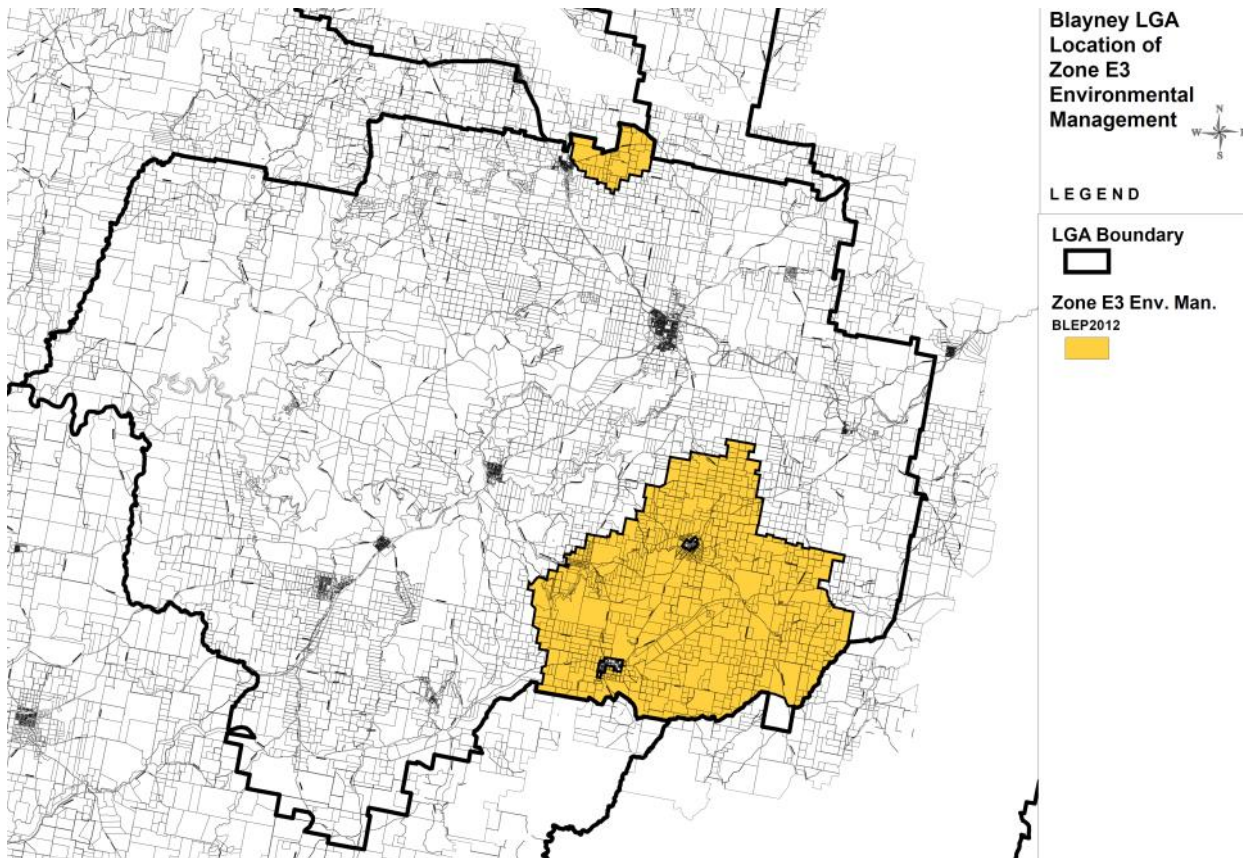 Blayney LGA
Location of
Zone E3
Environmental
Management
N
W E
S
LEGEND
LGA Boundary
Zone E3 Env. Man.
BLEP2012